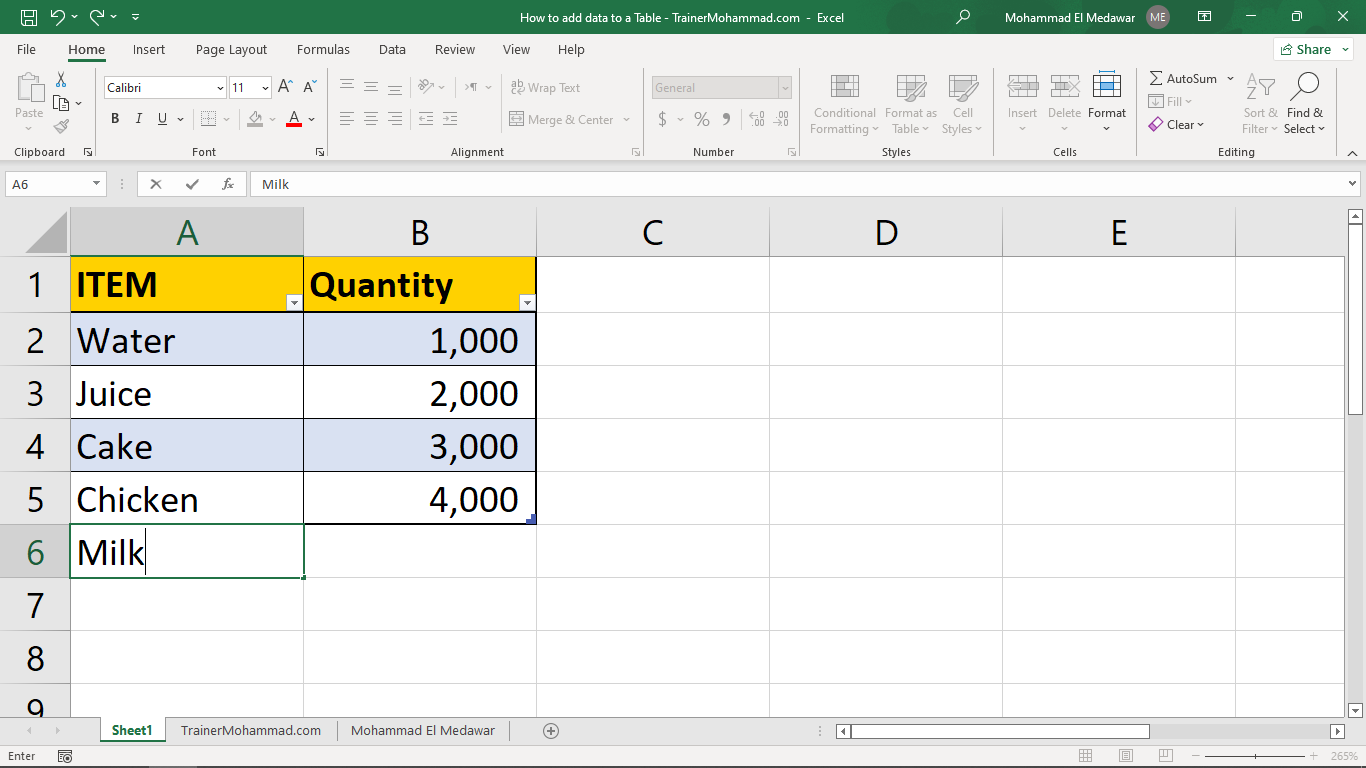 How to add data to a Table - TrainerMohammad.com - Excel
Mohammad El Medawar
ME
File Home Insert Page Layout Formulas Data Review View Help
Share
Paste
Clipboard
Calibri 11
A A
B I U A
Font
ab Wrap Text
Merge & Center
Alignment
General
$ % 9
Number
Conditional Formatting
Format as Table
Cell Styles
Styles
Insert
Delete
Format
Cells
AutoSum
Fill
Clear
Sort & Filter
Find & Select
Editing
A6
fx
Milk
A B C D E
1 ITEM Quantity
2 Water 1,000
3 Juice 2,000
4 Cake 3,000
5 Chicken 4,000
6 Milk
7
8
9
Sheet1 TrainerMohammad.com Mohammad El Medawar
Enter
265%